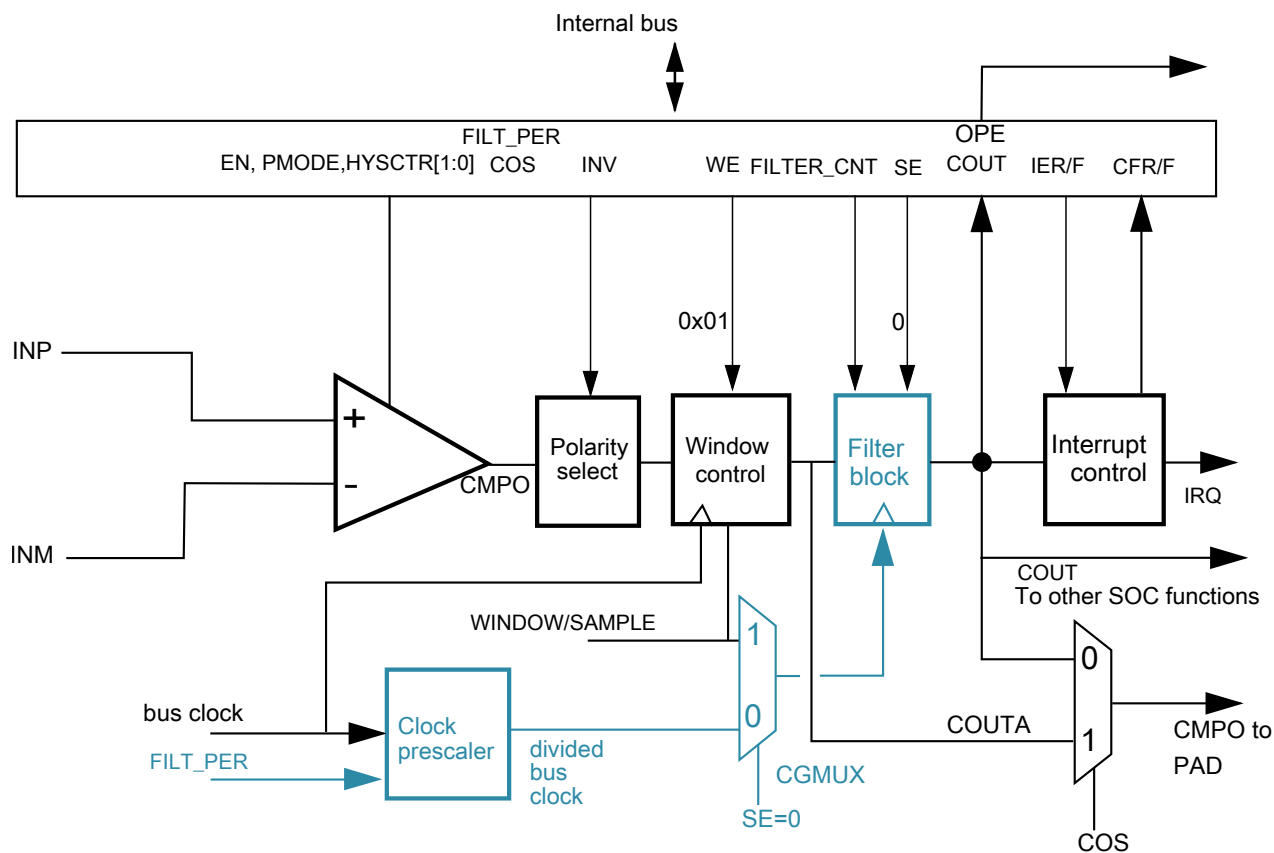 Internal bus
FILT_PER
OPE
EN, PMODE,HYSCTR[1:0]
COS
INV
WE
FILTER_CNT
SE
COUT
IER/F
CFR/F
0x01
0
INP
+
-
INM
CMPO
Polarity
select
Window
control
Filter
block
Interrupt
control
IRQ
COUT
To other SOC functions
WINDOW/SAMPLE
1
0
bus clock
FILT_PER
Clock
prescaler
divided
bus
clock
CGMUX
SE=0
COUTA
0
1
CMPO to
PAD
COS